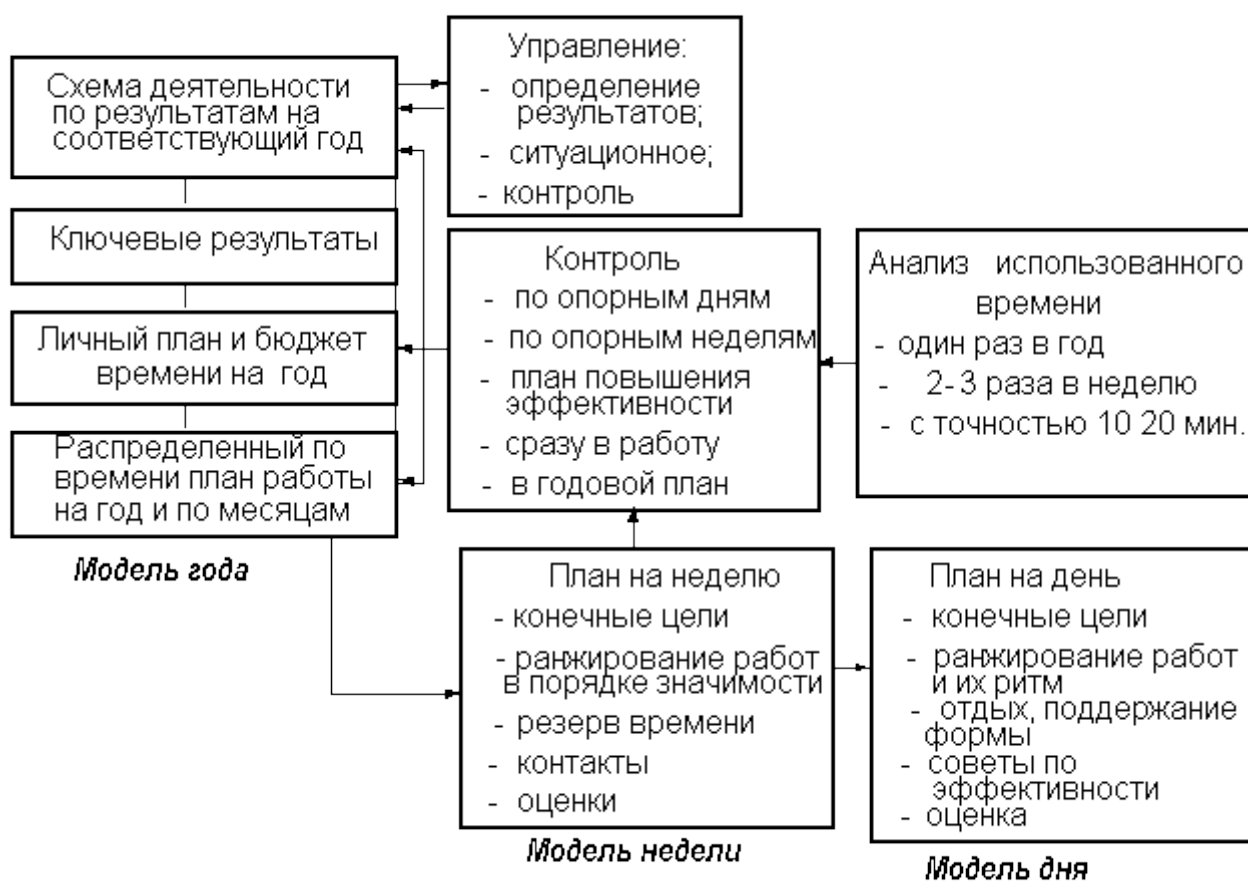 Схема деятельности
по результатам на
соответствующий год
Ключевые результаты
Личный план и бюджет
времени на год
Распределенный по
времени план работы
на год и по месяцам
Модель года
Управление:
- определение
результатов;
- ситуационное;
- контроль
Контроль
- по опорным дням
- по опорным неделям
- план повышения
эффективности
- сразу в работу
- в годовой план
Анализ использованного
времени
- один раз в год
- 2-3 раза в неделю
- с точностью 10 20 мин.
План на неделю
- конечные цели
- ранжирование работ
в порядке значимости
- резерв времени
- контакты
- оценки
Модель недели
План на день
- конечные цели
- ранжирование работ
и их ритм
- отдых, поддержание
формы
- советы по
эффективности
- оценка
Модель дня